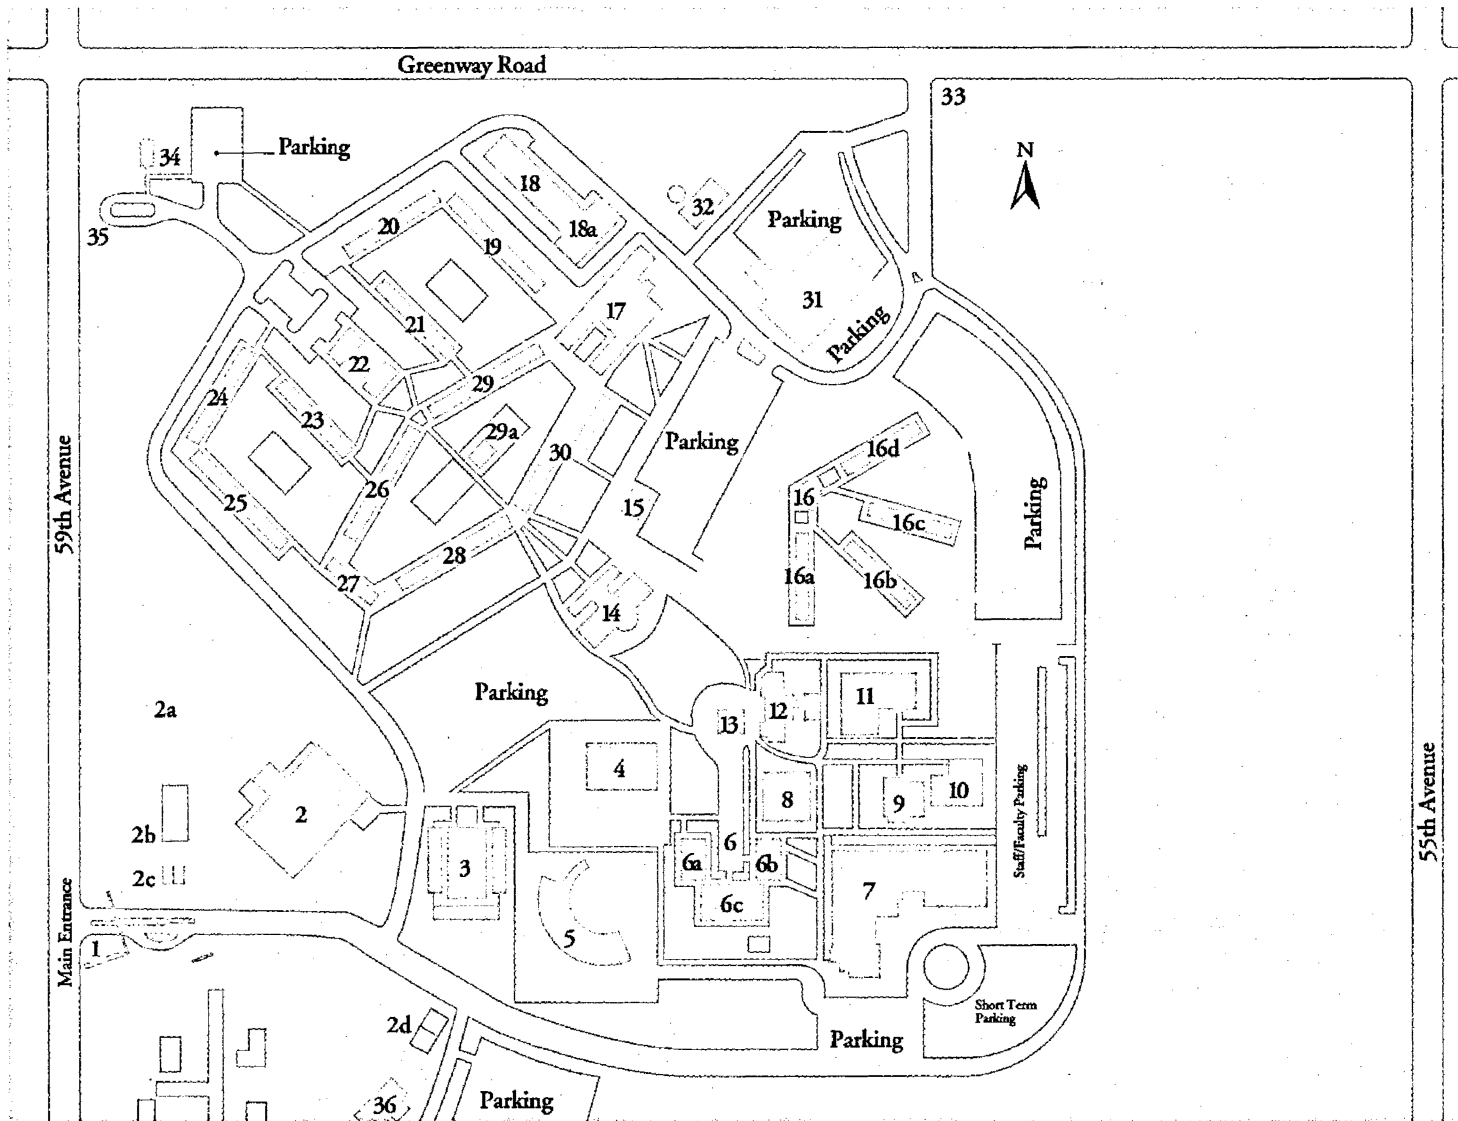 Greenway Road
33
N
Parking
34
35
18
18a
32
Parking
20
19
31
17
Parking
21
22
29
24
23
29a
Parking
30
16d
59th Avenue
26
25
15
16
16c
Parking
28
27
16a
16b
14
Parking
2a
13
12
11
4
8
9
10
2
2b
2c
3
6
6a
6b
6c
7
5
Staff/Faculty Parking
55th Avenue
Main Entrance
1
Short Term
Parking
2d
Parking
36
Parking